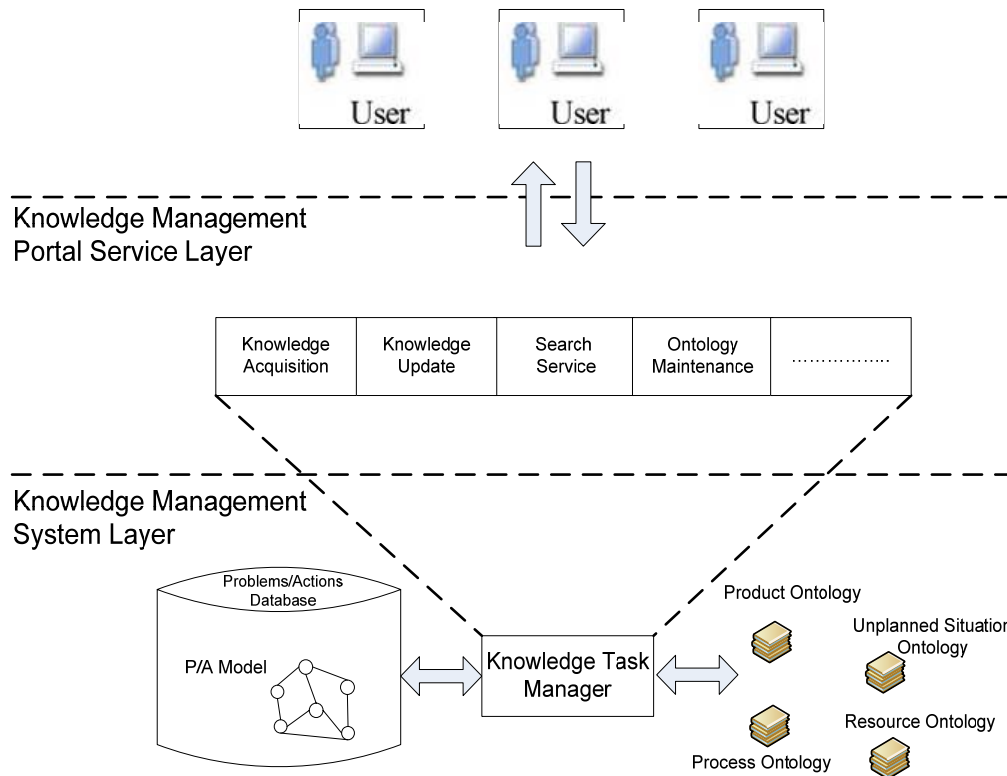 User
User
User
Knowledge Management
Portal Service Layer
Knowledge
Acquisition
Knowledge
Update
Search
Service
Ontology
Maintenance
……………..
Knowledge Management
System Layer
Problems/Actions
Database
P/A Model
Knowledge Task
Manager
Product Ontology
Unplanned Situation
Ontology
Resource Ontology
Process Ontology